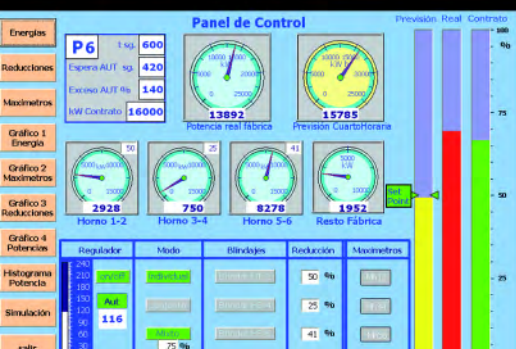 Panel de Control
Previsión Real Contrato
Energías
Reducciones
Maxímetros
Gráfico 1
Energía
Gráfico 2
Maxímetros
Gráfico 3
Reducciones
Gráfico 4
Potencias
Histograma
Potencia
Simulación
salir
P6
1 sg. 600
Espera AUT sg. 420
Exceso AUT % 140
kW Contrato 16000
13892
Potencia real fábrica
15785
Previsión CuartoHoraria
50
2928
Horno 1-2
25
750
Horno 3-4
41
8278
Horno 5-6
1952
Resto Fábrica
100
%
75
50
25
Set
Point
Regulador Modo Blindajes Reducción Maxímetros
240
210
180
150
120
90
60
30
on/off
Aut.
116
Individual
Mixto
75 %
50 %
25 %
41 %